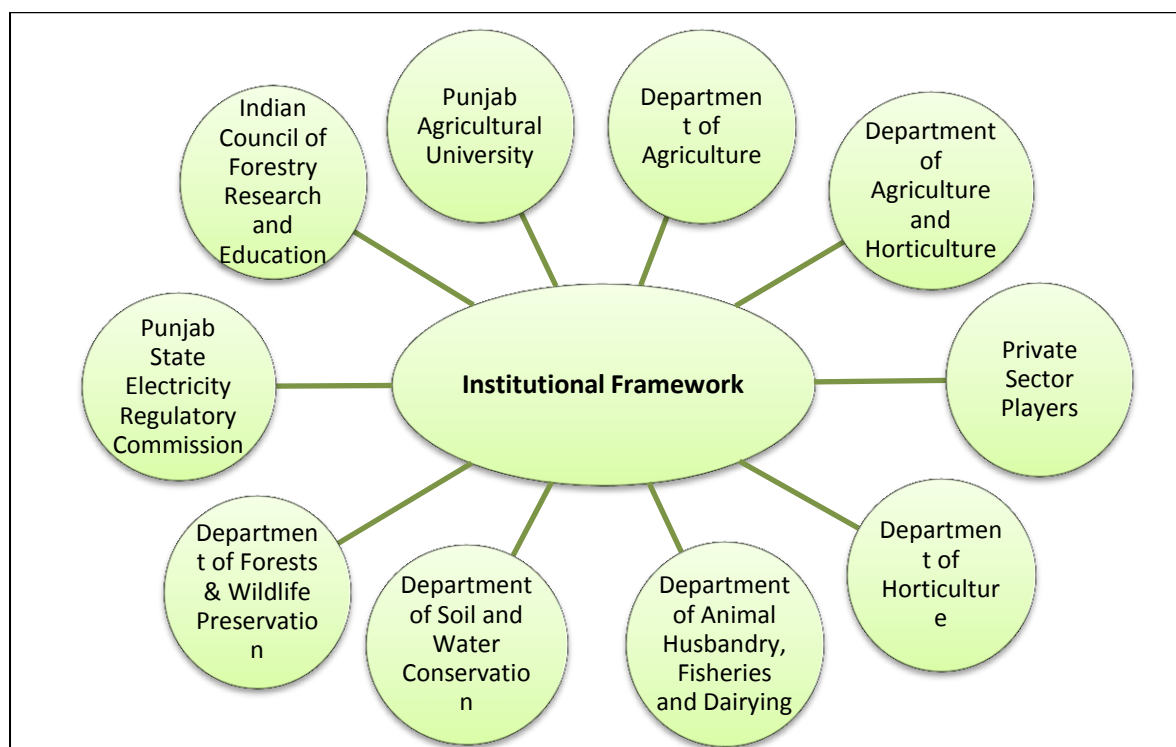 Indian
Council of
Forestry
Research
and
Education
Punjab
Agricultural
University
Departmen
t of
Agriculture
Department
of
Agriculture
and
Horticulture
Punjab
State
Electricity
Regulatory
Commission
Institutional Framework
Private
Sector
Players
Departmen
t of Forests
& Wildlife
Preservatio
n
Department
of Soil and
Water
Conservatio
n
Department
of Animal
Husbandry,
Fisheries
and Dairying
Departmen
t of
Horticultur
e